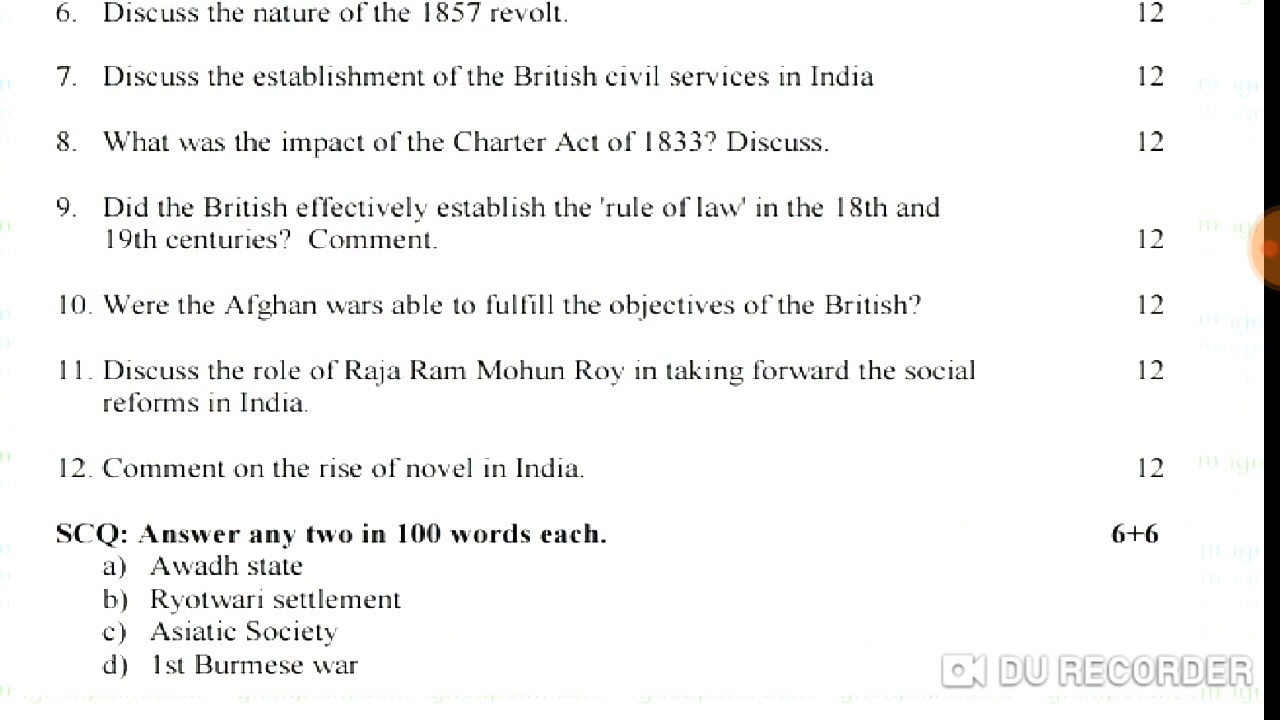 6. Discuss the nature of the 1857 revolt. 12
7. Discuss the establishment of the British civil services in India 12
8. What was the impact of the Charter Act of 1833? Discuss. 12
9. Did the British effectively establish the 'rule of law' in the 18th and
19th centuries? Comment. 12
10. Were the Afghan wars able to fulfill the objectives of the British? 12
11. Discuss the role of Raja Ram Mohun Roy in taking forward the social 12
reforms in India.
12. Comment on the rise of novel in India. 12
SCQ: Answer any two in 100 words each. 6+6
a) Awadh state
b) Ryotwari settlement
c) Asiatic Society
d) 1st Burmese war
DU RECORDER